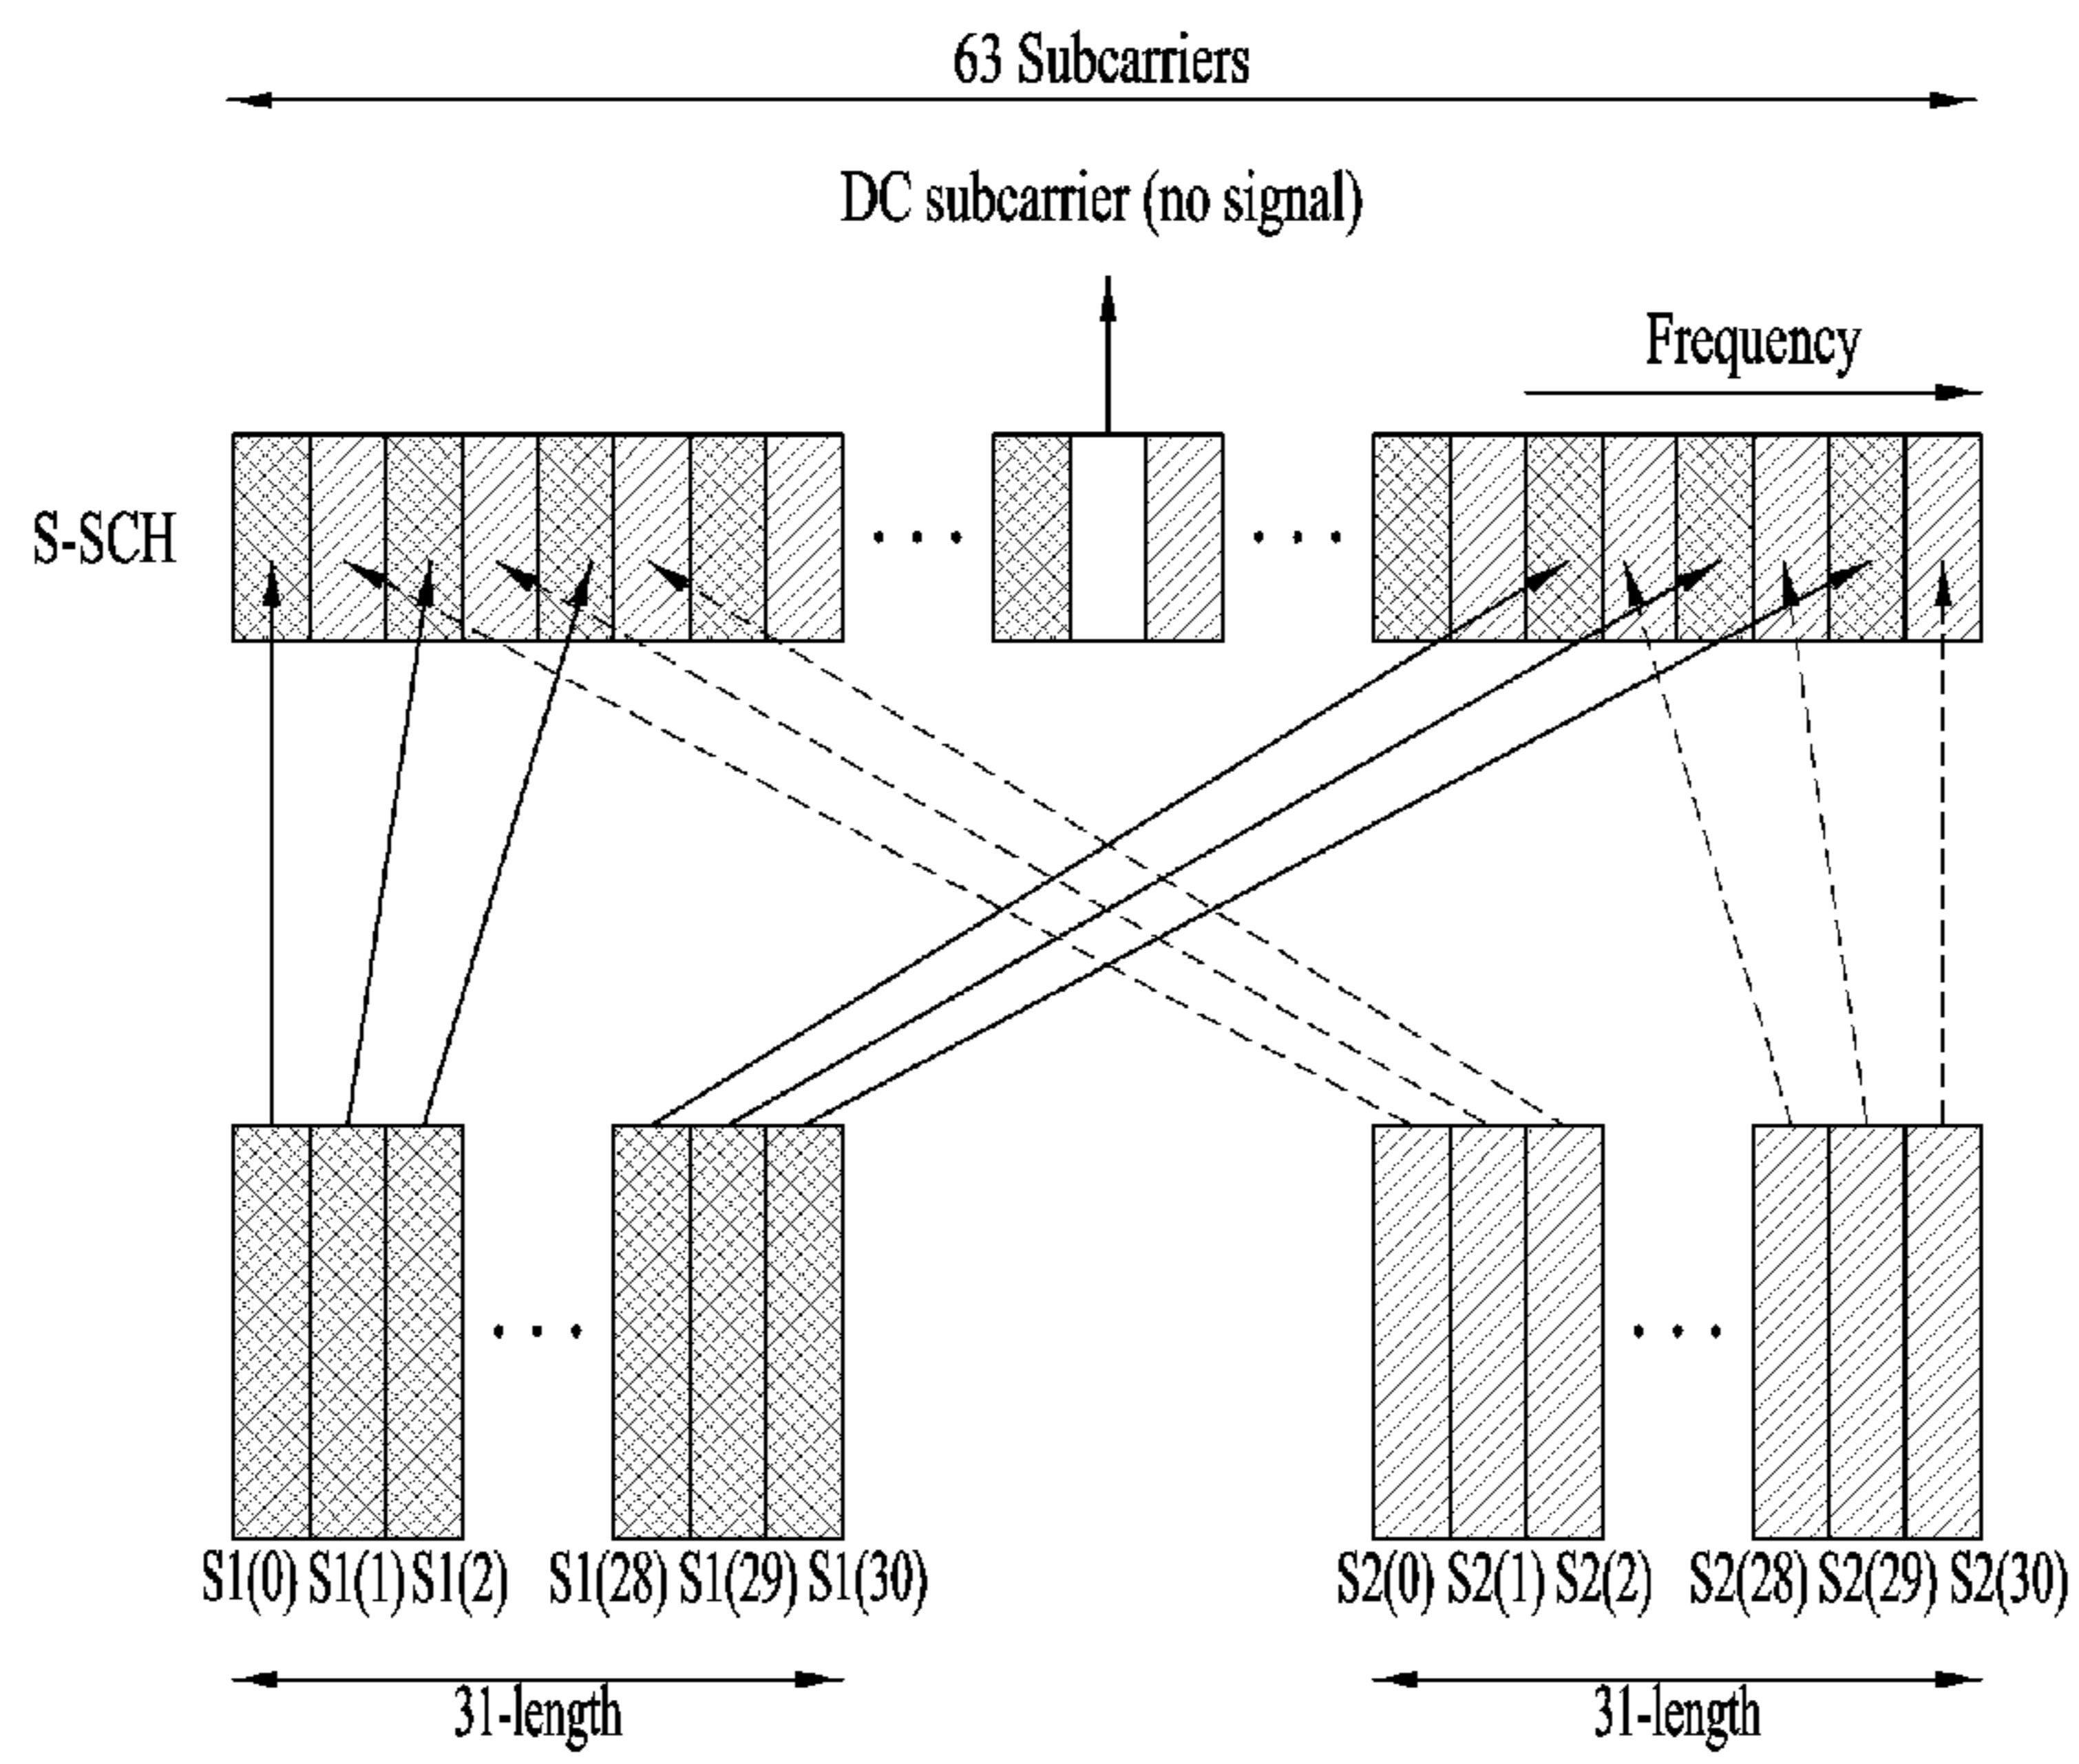 63 Subcarriers
DC subcarrier (no signal)
Frequency
S-SCH
S1(0) S1(1) S1(2) S1(28) S1(29) S1(30) S2(0) S2(1) S2(2) S2(28) S2(29) S2(30)
31-length 31-length